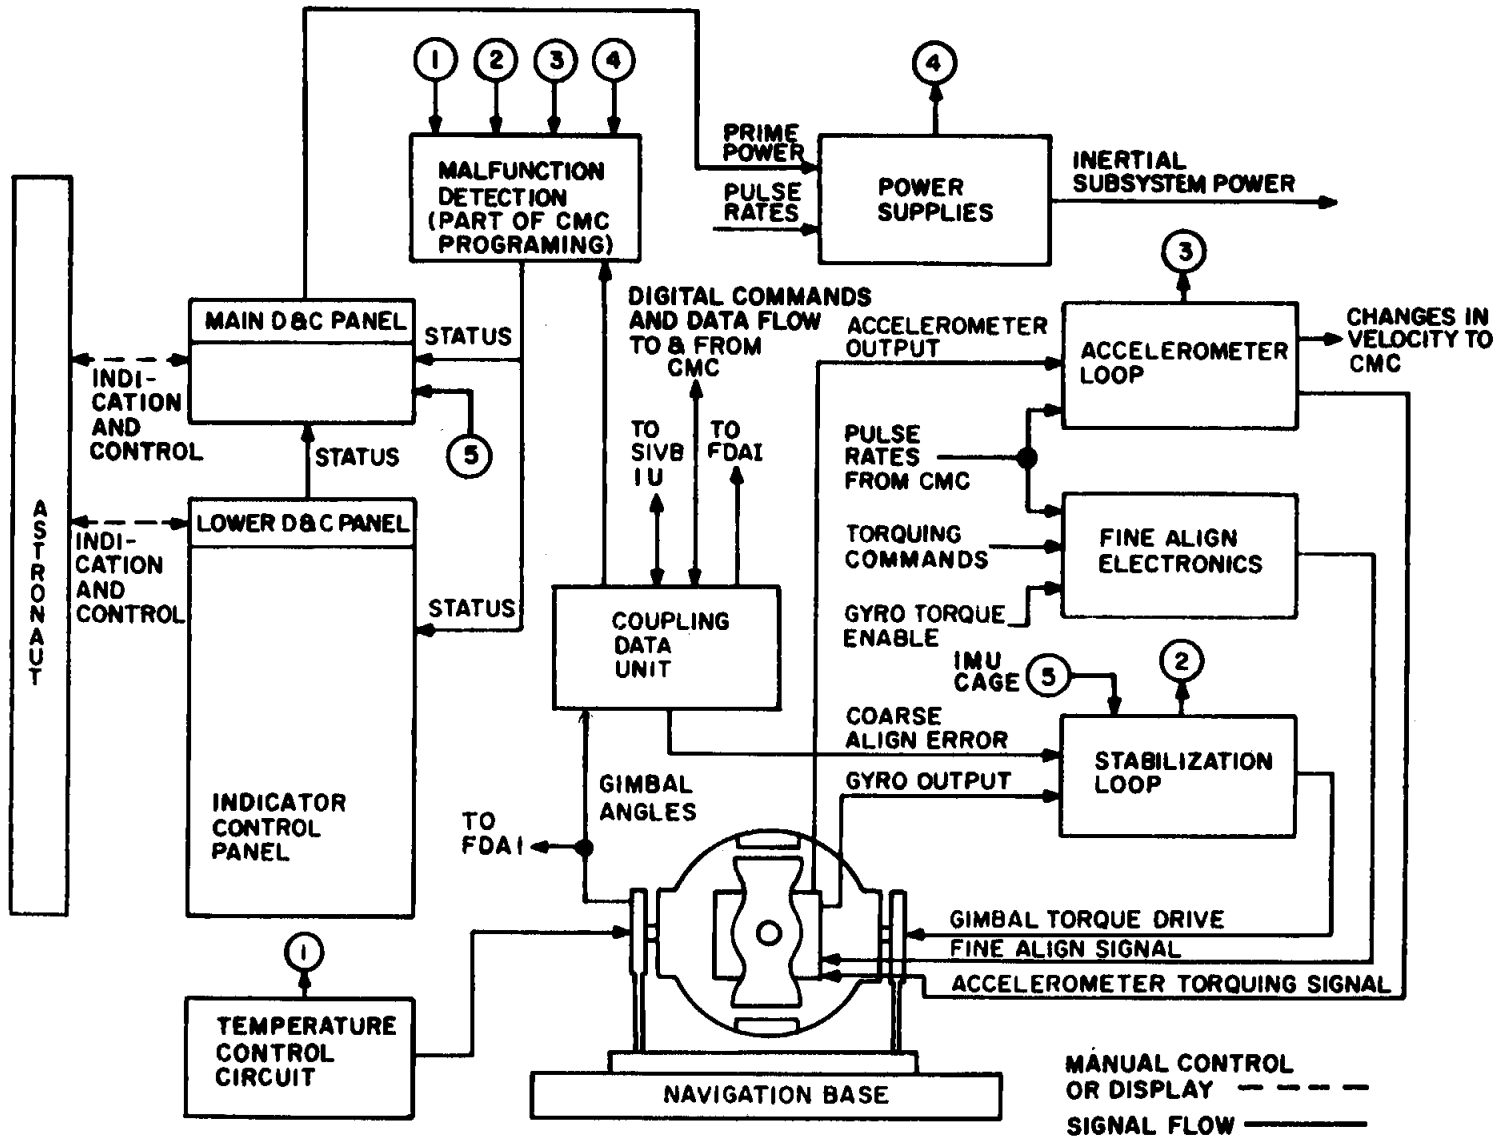 1
2
3
4
MALFUNCTION
DETECTION
(PART OF CMC
PROGRAMING)
PRIME
POWER
PULSE
RATES
4
POWER
SUPPLIES
INERTIAL
SUBSYSTEM POWER
MAIN D&C PANEL
STATUS
INDI-
CATION
AND
CONTROL
5
STATUS
LOWER D&C PANEL
INDI-
CATION
AND
CONTROL
STATUS
INDICATOR
CONTROL
PANEL
ASTRONAUT
DIGITAL COMMANDS
AND DATA FLOW
TO & FROM
CMC
TO
SIVB
IU
TO
FDAI
COUPLING
DATA
UNIT
ACCELEROMETER
OUTPUT
3
ACCELEROMETER
LOOP
CHANGES IN
VELOCITY TO
CMC
PULSE
RATES
FROM CMC
TORQUING
COMMANDS
GYRO TORQUE
ENABLE
FINE ALIGN
ELECTRONICS
IMU
CAGE
5
2
COARSE
ALIGN ERROR
GYRO OUTPUT
STABILIZATION
LOOP
GIMBAL
ANGLES
TO
FDAI
GIMBAL TORQUE DRIVE
FINE ALIGN SIGNAL
ACCELEROMETER TORQUING SIGNAL
1
TEMPERATURE
CONTROL
CIRCUIT
NAVIGATION BASE
MANUAL CONTROL
OR DISPLAY
SIGNAL FLOW